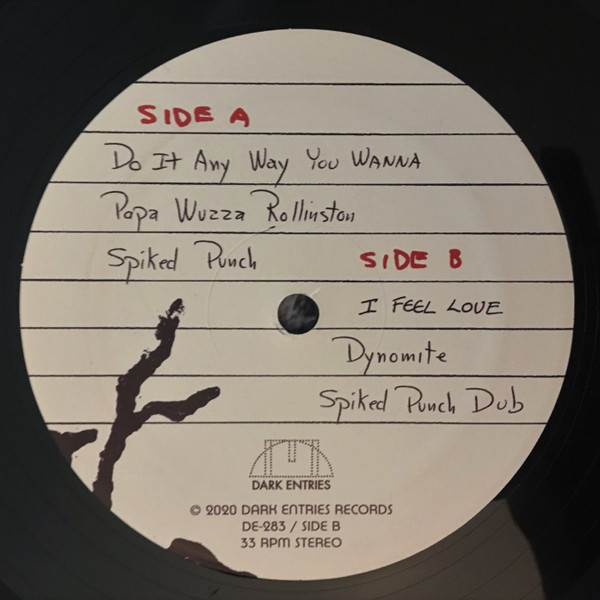 SIDE A
Do It Any Way You WANNA
Papa Wuzza Rollinston
Spiked Punch
SIDE B
I FEEL LOVE
Dynomite
Spiked Punch Dub
DARK ENTRIES
© 2020 DARK ENTRIES RECORDS
DE-283 / SIDE B
33 RPM STEREO